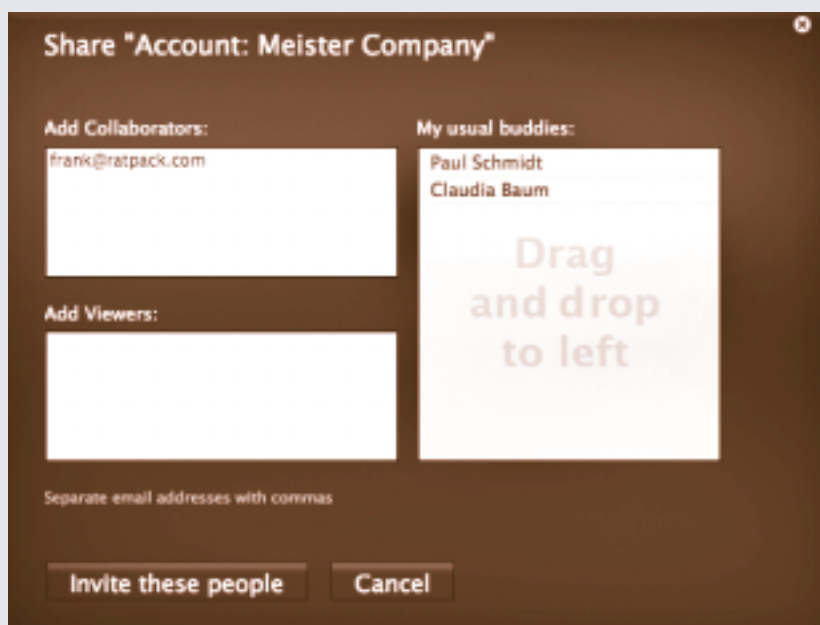 Share "Account: Meister Company"
Add Collaborators:
frank@ratpack.com
Add Viewers:
Separate email addresses with commas
My usual buddies:
Paul Schmidt
Claudia Baum
Drag
and drop
to left
Invite these people
Cancel